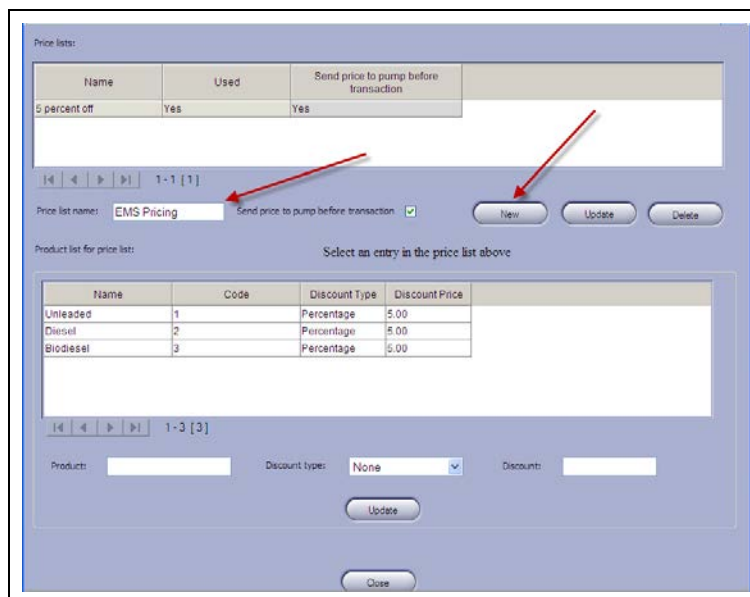 Price lists:
Name Used Send price to pump before transaction
5 percent off Yes Yes
1 - 1 [1]
Price list name: EMS Pricing Send price to pump before transaction New Update Delete
Product list for price list: Select an entry in the price list above
Name Code Discount Type Discount Price
Unleaded 1 Percentage 5.00
Diesel 2 Percentage 5.00
Biodiesel 3 Percentage 5.00
1 - 3 [3]
Product: Discount type: None Discount:
Update
Close